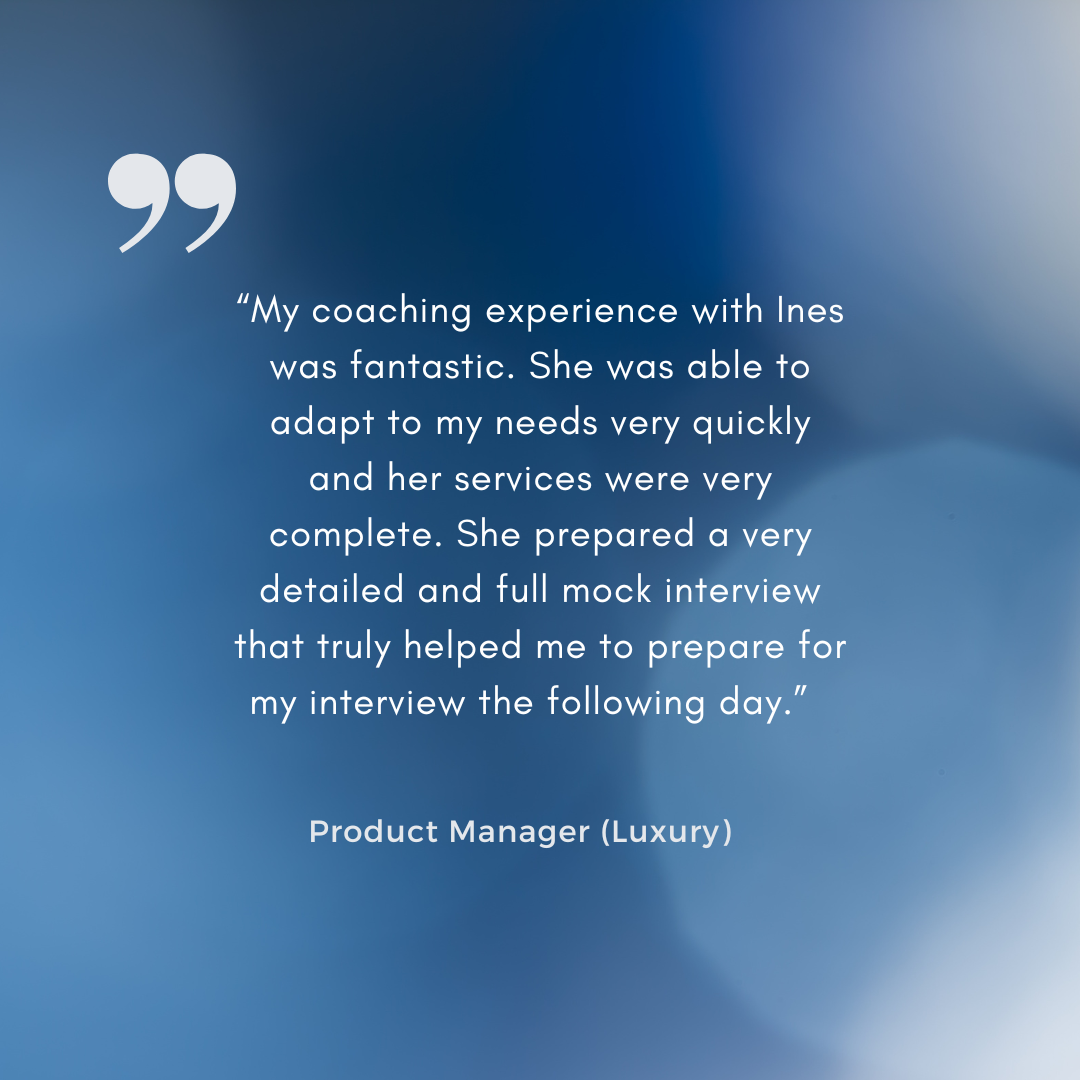 ”
“My coaching experience with Ines
was fantastic. She was able to
adapt to my needs very quickly
and her services were very
complete. She prepared a very
detailed and full mock interview
that truly helped me to prepare for
my interview the following day.”
Product Manager (Luxury)